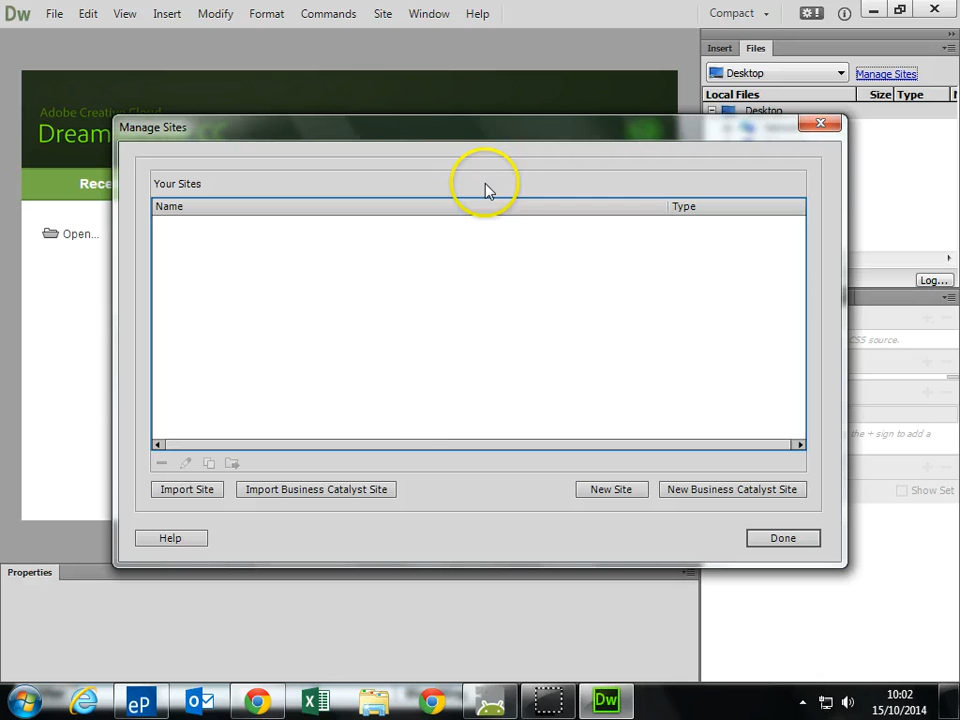 Dw File Edit View Insert Modify Format Commands Site Window Help Compact
Insert Files
Desktop Manage Sites
Local Files Size Type
Desktop
Adobe Creative Cloud
Dream
Manage Sites
Your Sites
Name Type
Open...
Log...
CSS source.
the + sign to add a
Show Set
Import Site Import Business Catalyst Site New Site New Business Catalyst Site
Help Done
Properties
eP Dw
10:02
15/10/2014